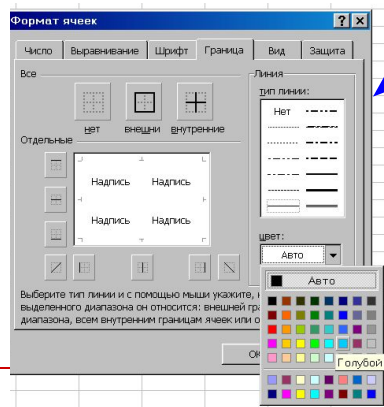 Формат ячеек
Число Выравнивание Шрифт Граница Вид Защита
Все
нет внешни внутренние
Отдельные
Надпись Надпись
Надпись Надпись
Линия
тип линии:
Нет
цвет:
Авто
Авто
Выберите тип линии и с помощью мыши укажите,
выделенного диапазона он относится: внешней
диапазона, всем внутренним границам ячеек или
Голубой